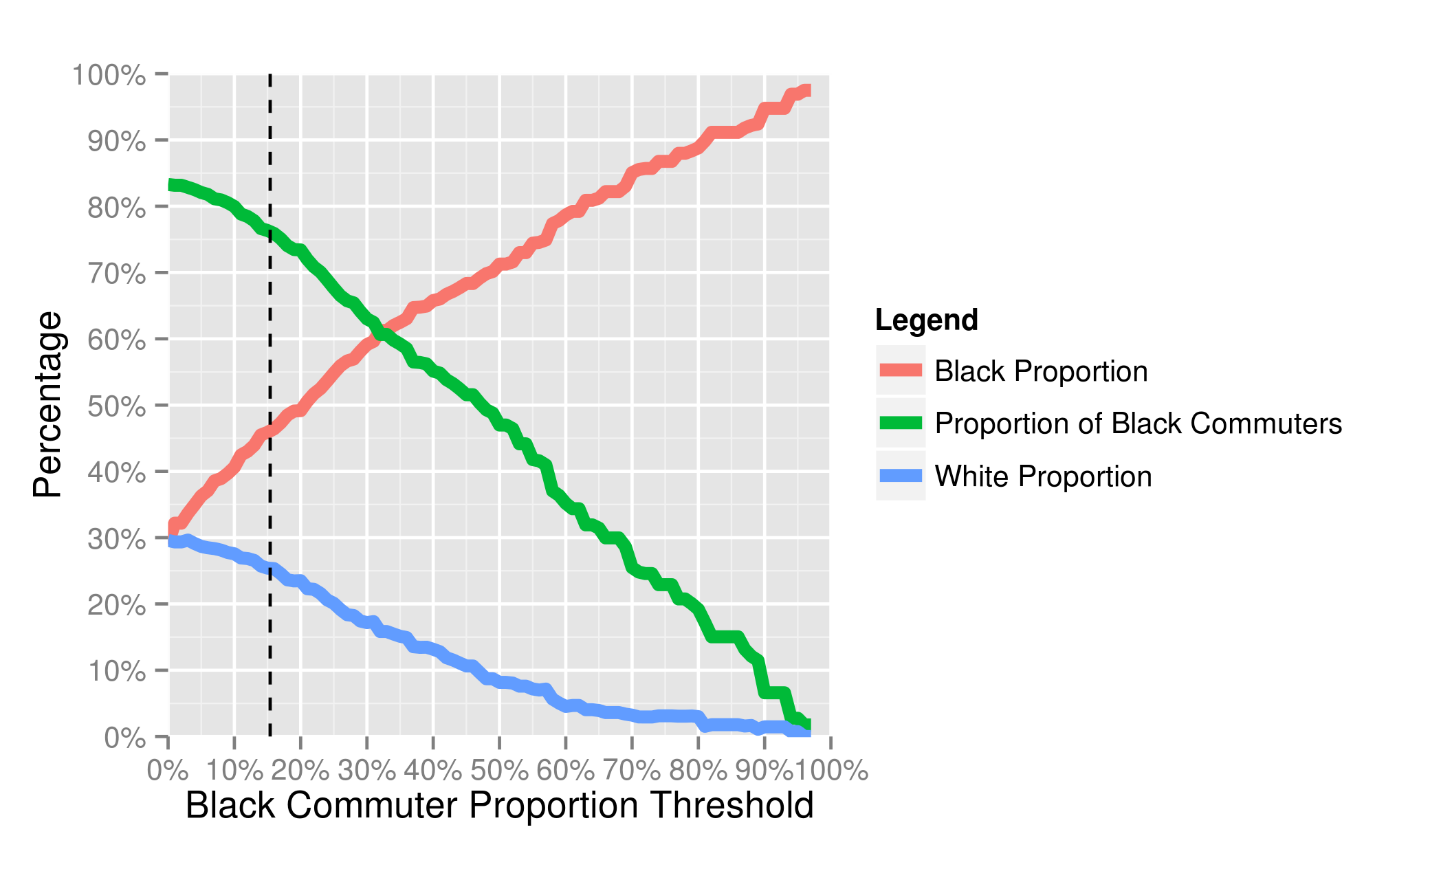 100%
90%
80%
70%
60%
50%
40%
30%
20%
10%
0%
Percentage
0% 10% 20% 30% 40% 50% 60% 70% 80% 90% 100%
Black Commuter Proportion Threshold
Legend
Black Proportion
Proportion of Black Commuters
White Proportion